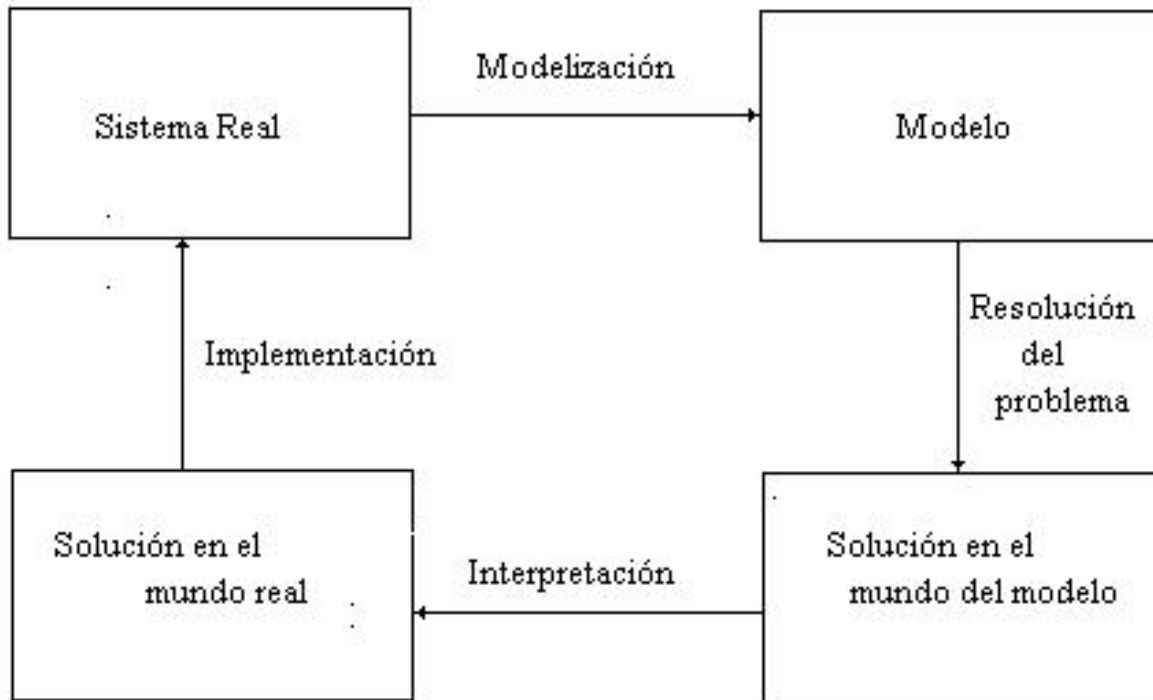 Modelización
Sistema Real
Modelo
Resolución
del
problema
Implementación
Solución en el
mundo real
Interpretación
Solución en el
mundo del modelo